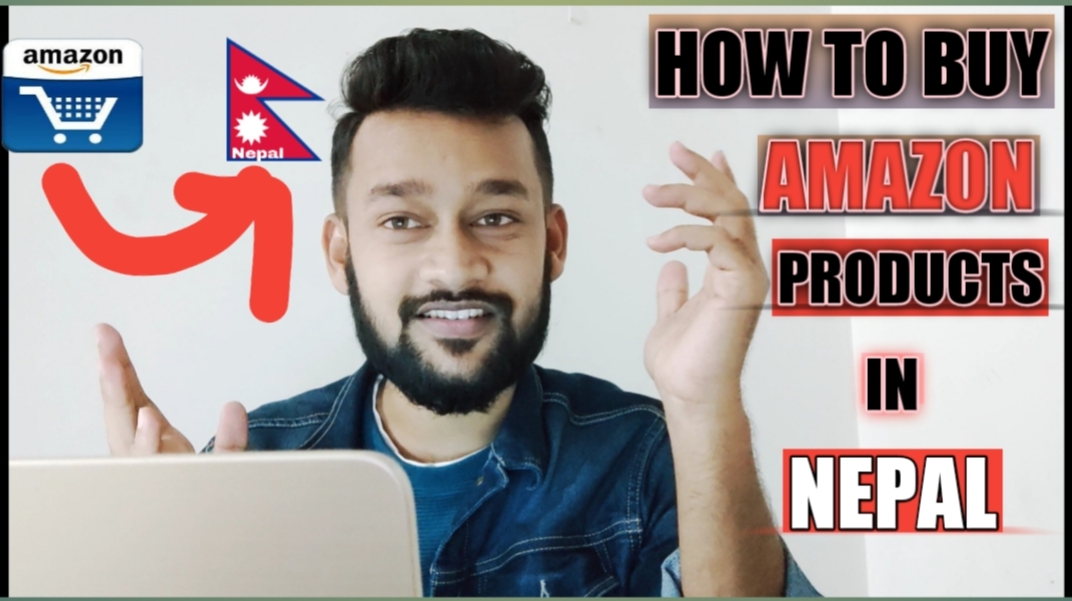 amazon
Nepal
HOW TO BUY
AMAZON
PRODUCTS
IN
NEPAL